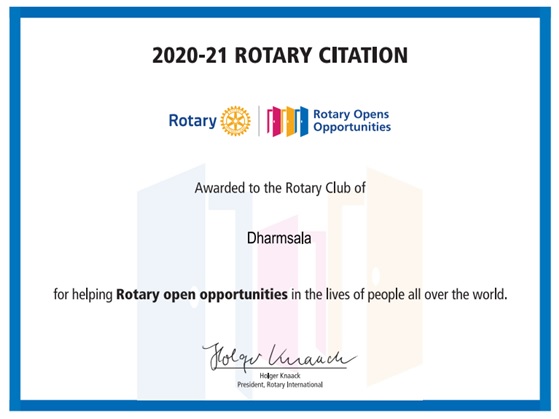 2020-21 ROTARY CITATION
Rotary
Rotary Opens
Opportunities
Awarded to the Rotary Club of
Dharmsala
for helping Rotary open opportunities in the lives of people all over the world.
Holger Knaack
Holger Knaack
President, Rotary International